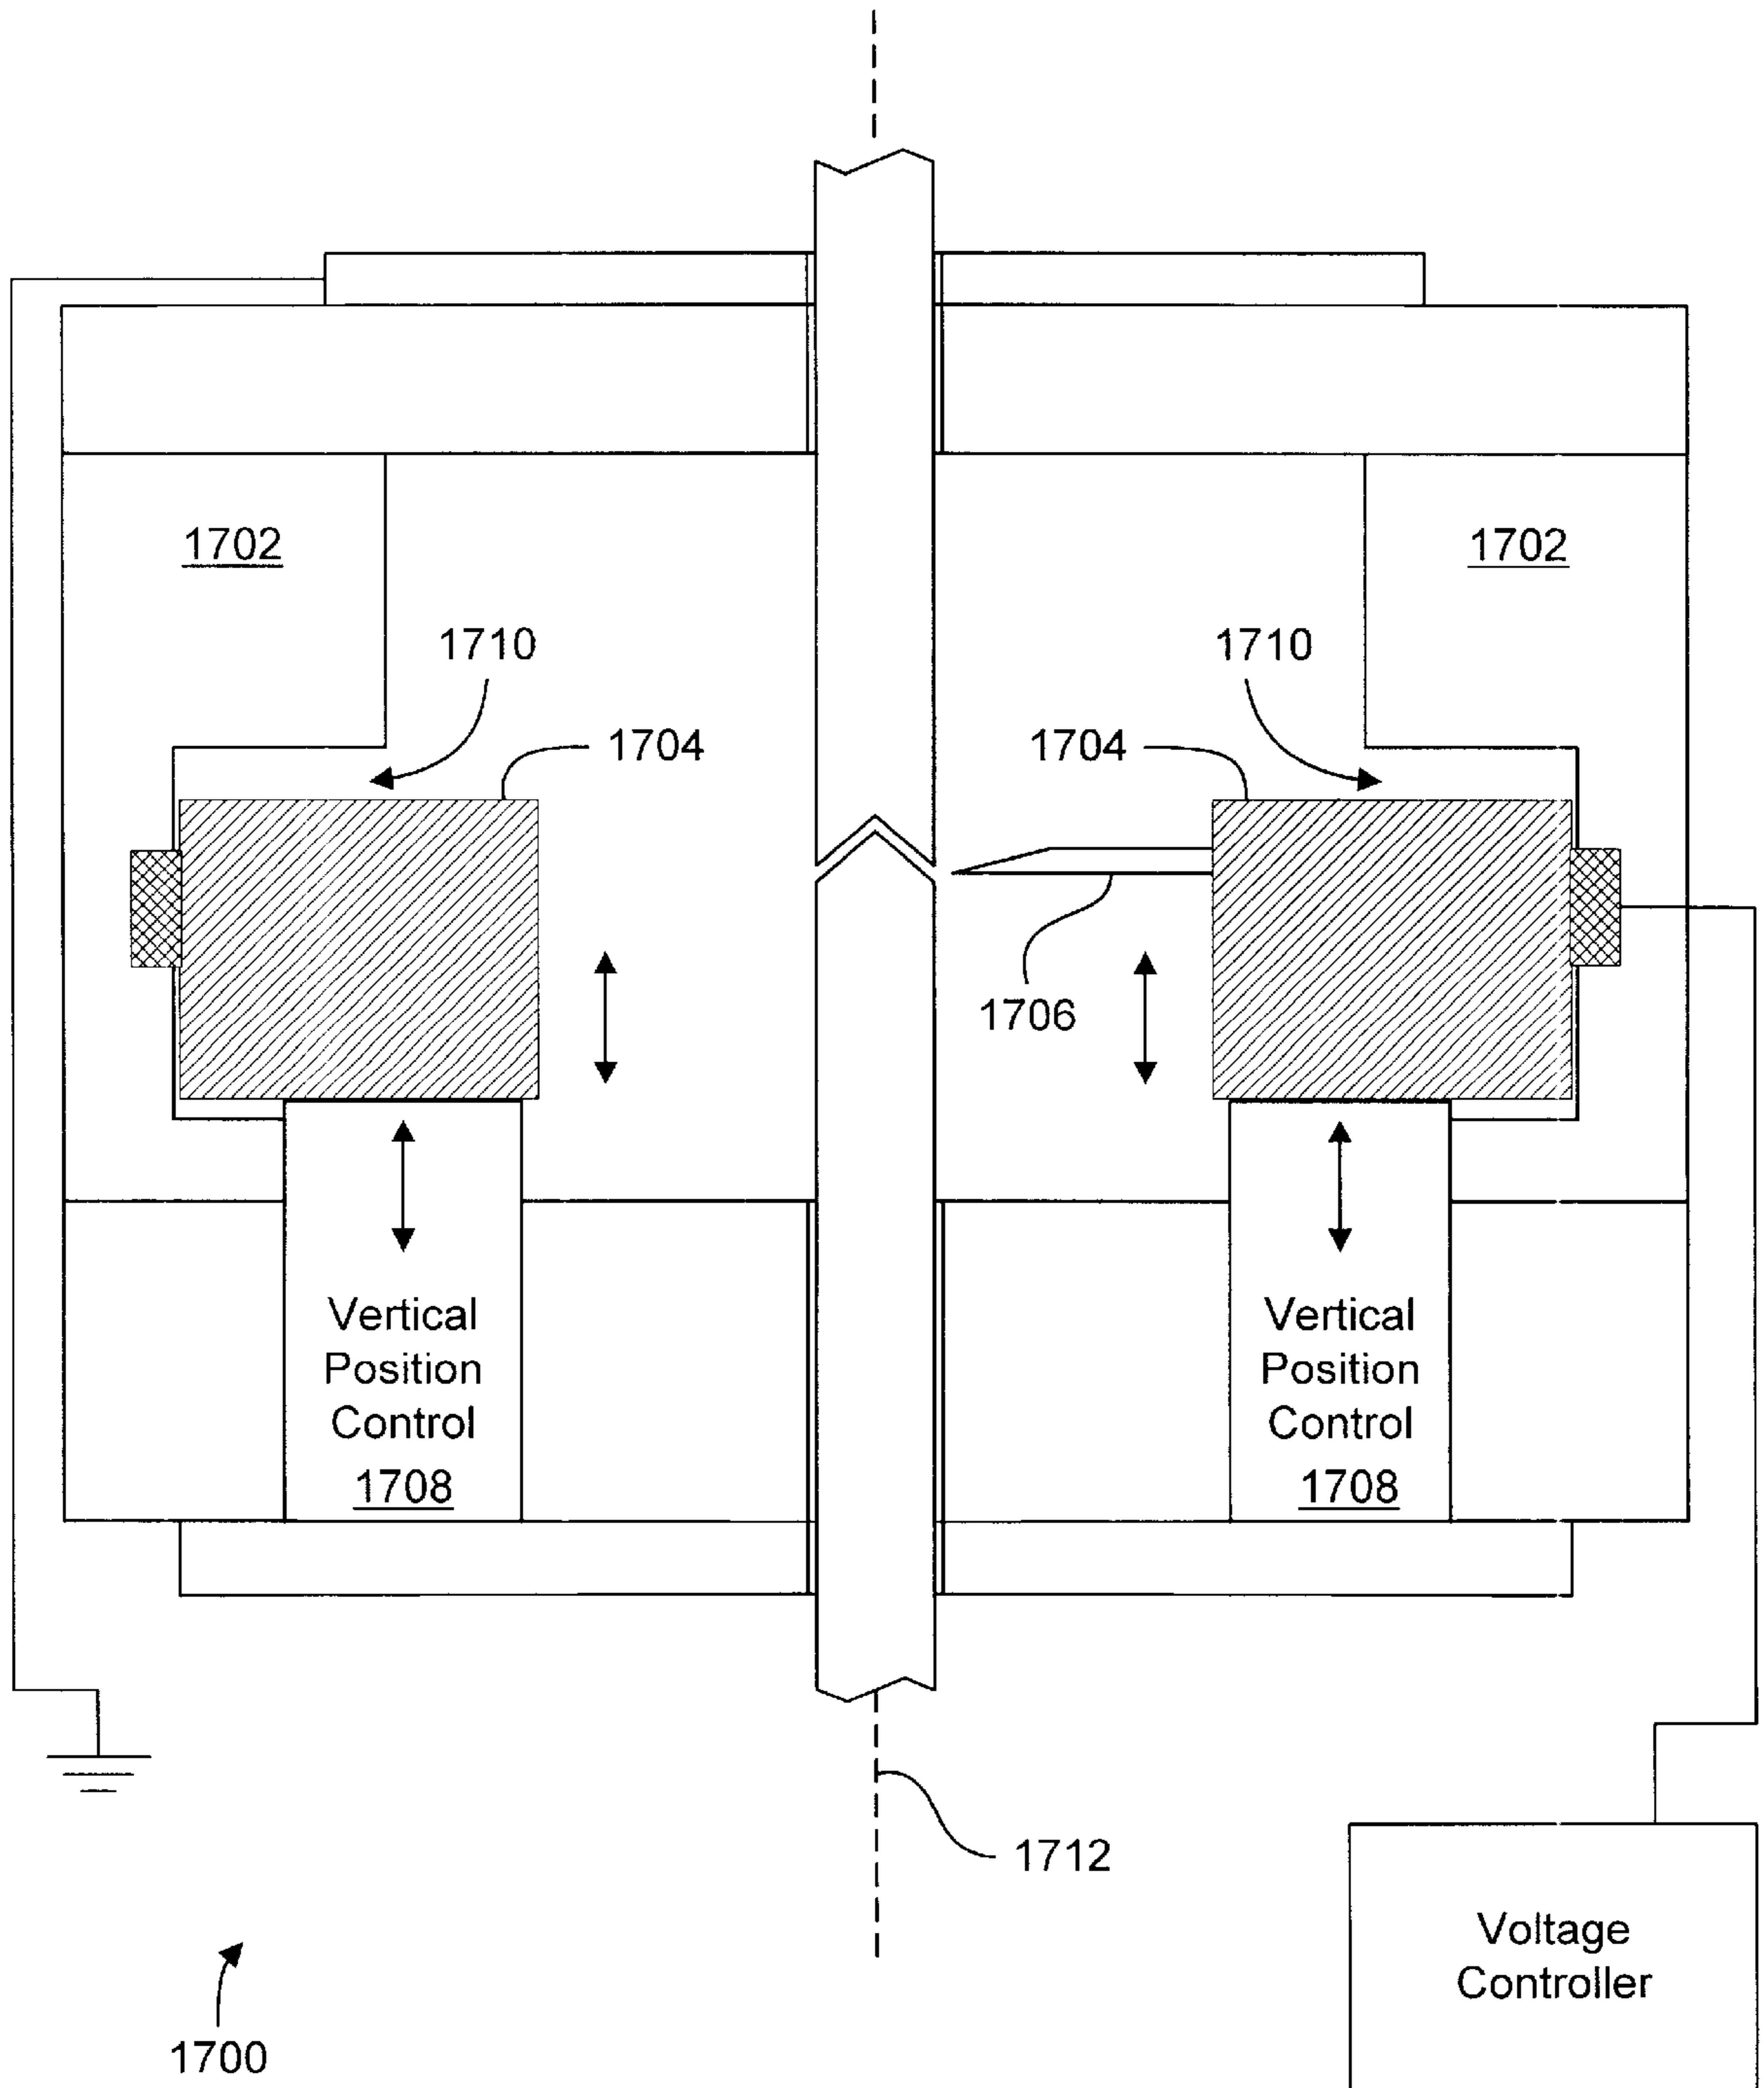 1702
1702
1710
1710
1704
1704
1706
Vertical
Position
Control
1708
Vertical
Position
Control
1708
1712
Voltage
Controller
1700